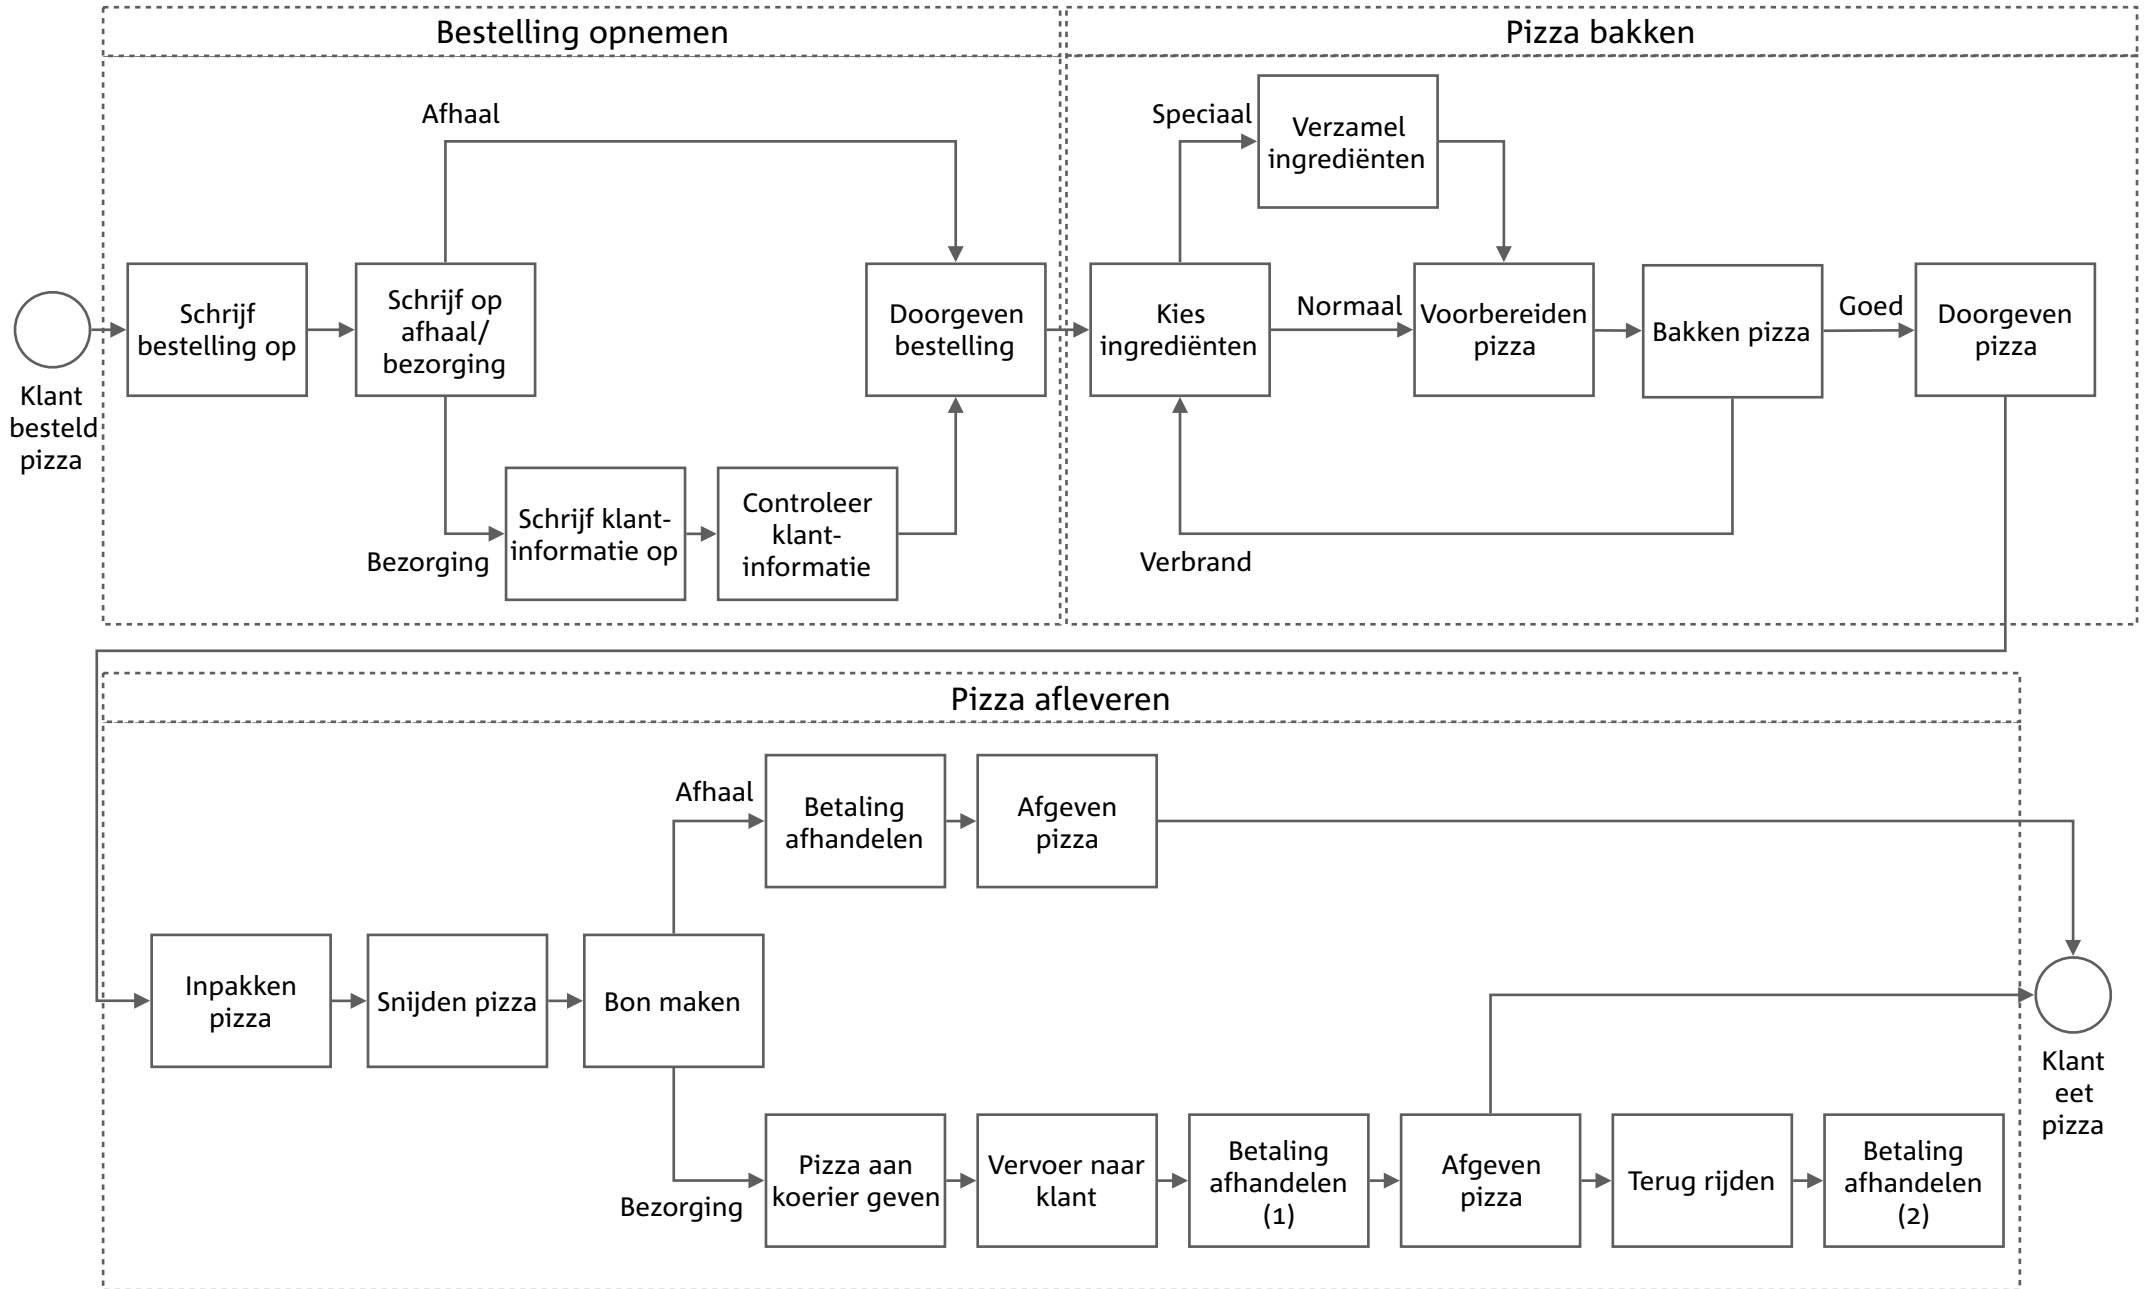 Bestelling opnemen
Pizza bakken
Afhaal
Speciaal
Verzamel
ingrediënten
Klant
besteld
pizza
Schrijf
bestelling op
Schrijf op
afhaal/
bezorging
Doorgeven
bestelling
Kies
ingrediënten
Normaal
Voorbereiden
pizza
Bakken pizza
Goed
Doorgeven
pizza
Bezorging
Schrijf klant-
informatie op
Controleer
klant-
informatie
Verbrand
Pizza afleveren
Afhaal
Betaling
afhandelen
Afgeven
pizza
Inpakken
pizza
Snijden pizza
Bon maken
Klant
eet
pizza
Bezorging
Pizza aan
koerier geven
Vervoer naar
klant
Betaling
afhandelen
(1)
Afgeven
pizza
Terug rijden
Betaling
afhandelen
(2)